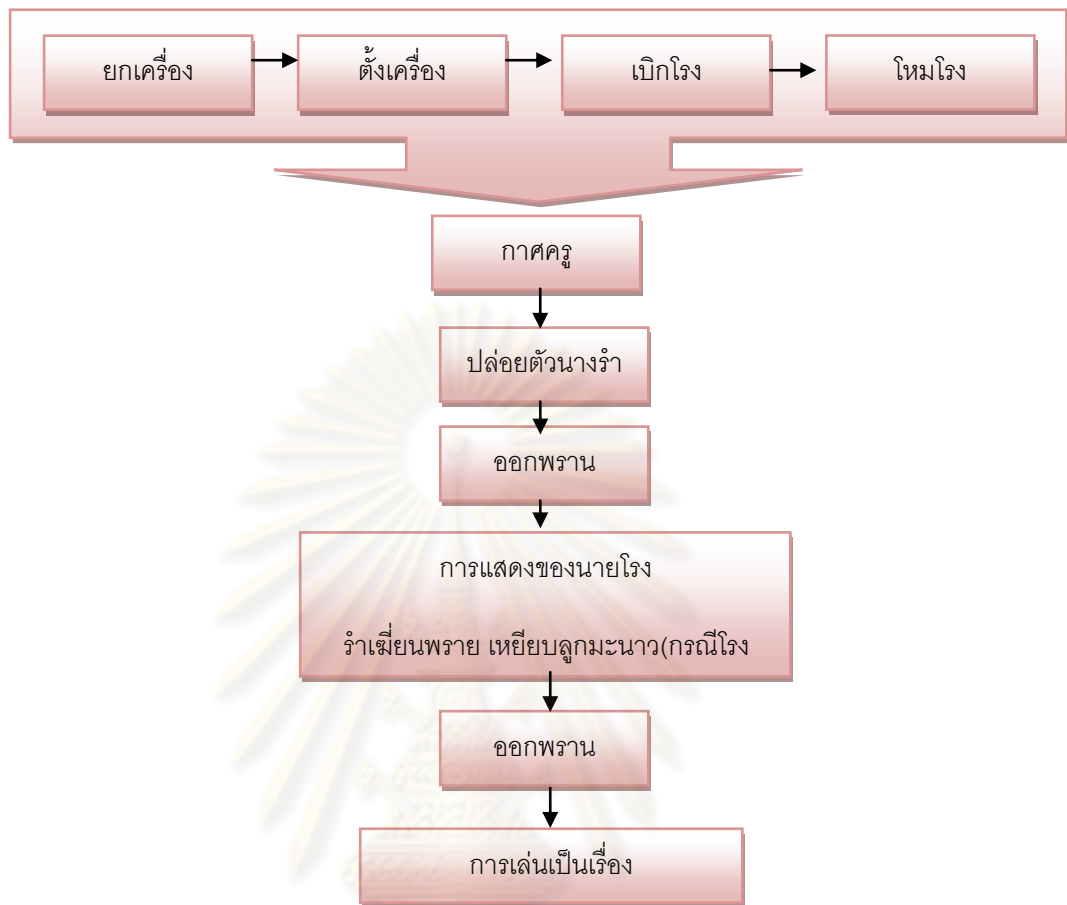 ยกเครื่อง
ตั้งเครื่อง
เบิกโรง
โหมโรง
กาศครู
ปล่อยตัวนางรำ
ออกพราน
การแสดงของนายโรง
รำเฆี่ยนพราย เหยียบลูกมะนาว(กรณีโรง
ออกพราน
การเล่นเป็นเรื่อง